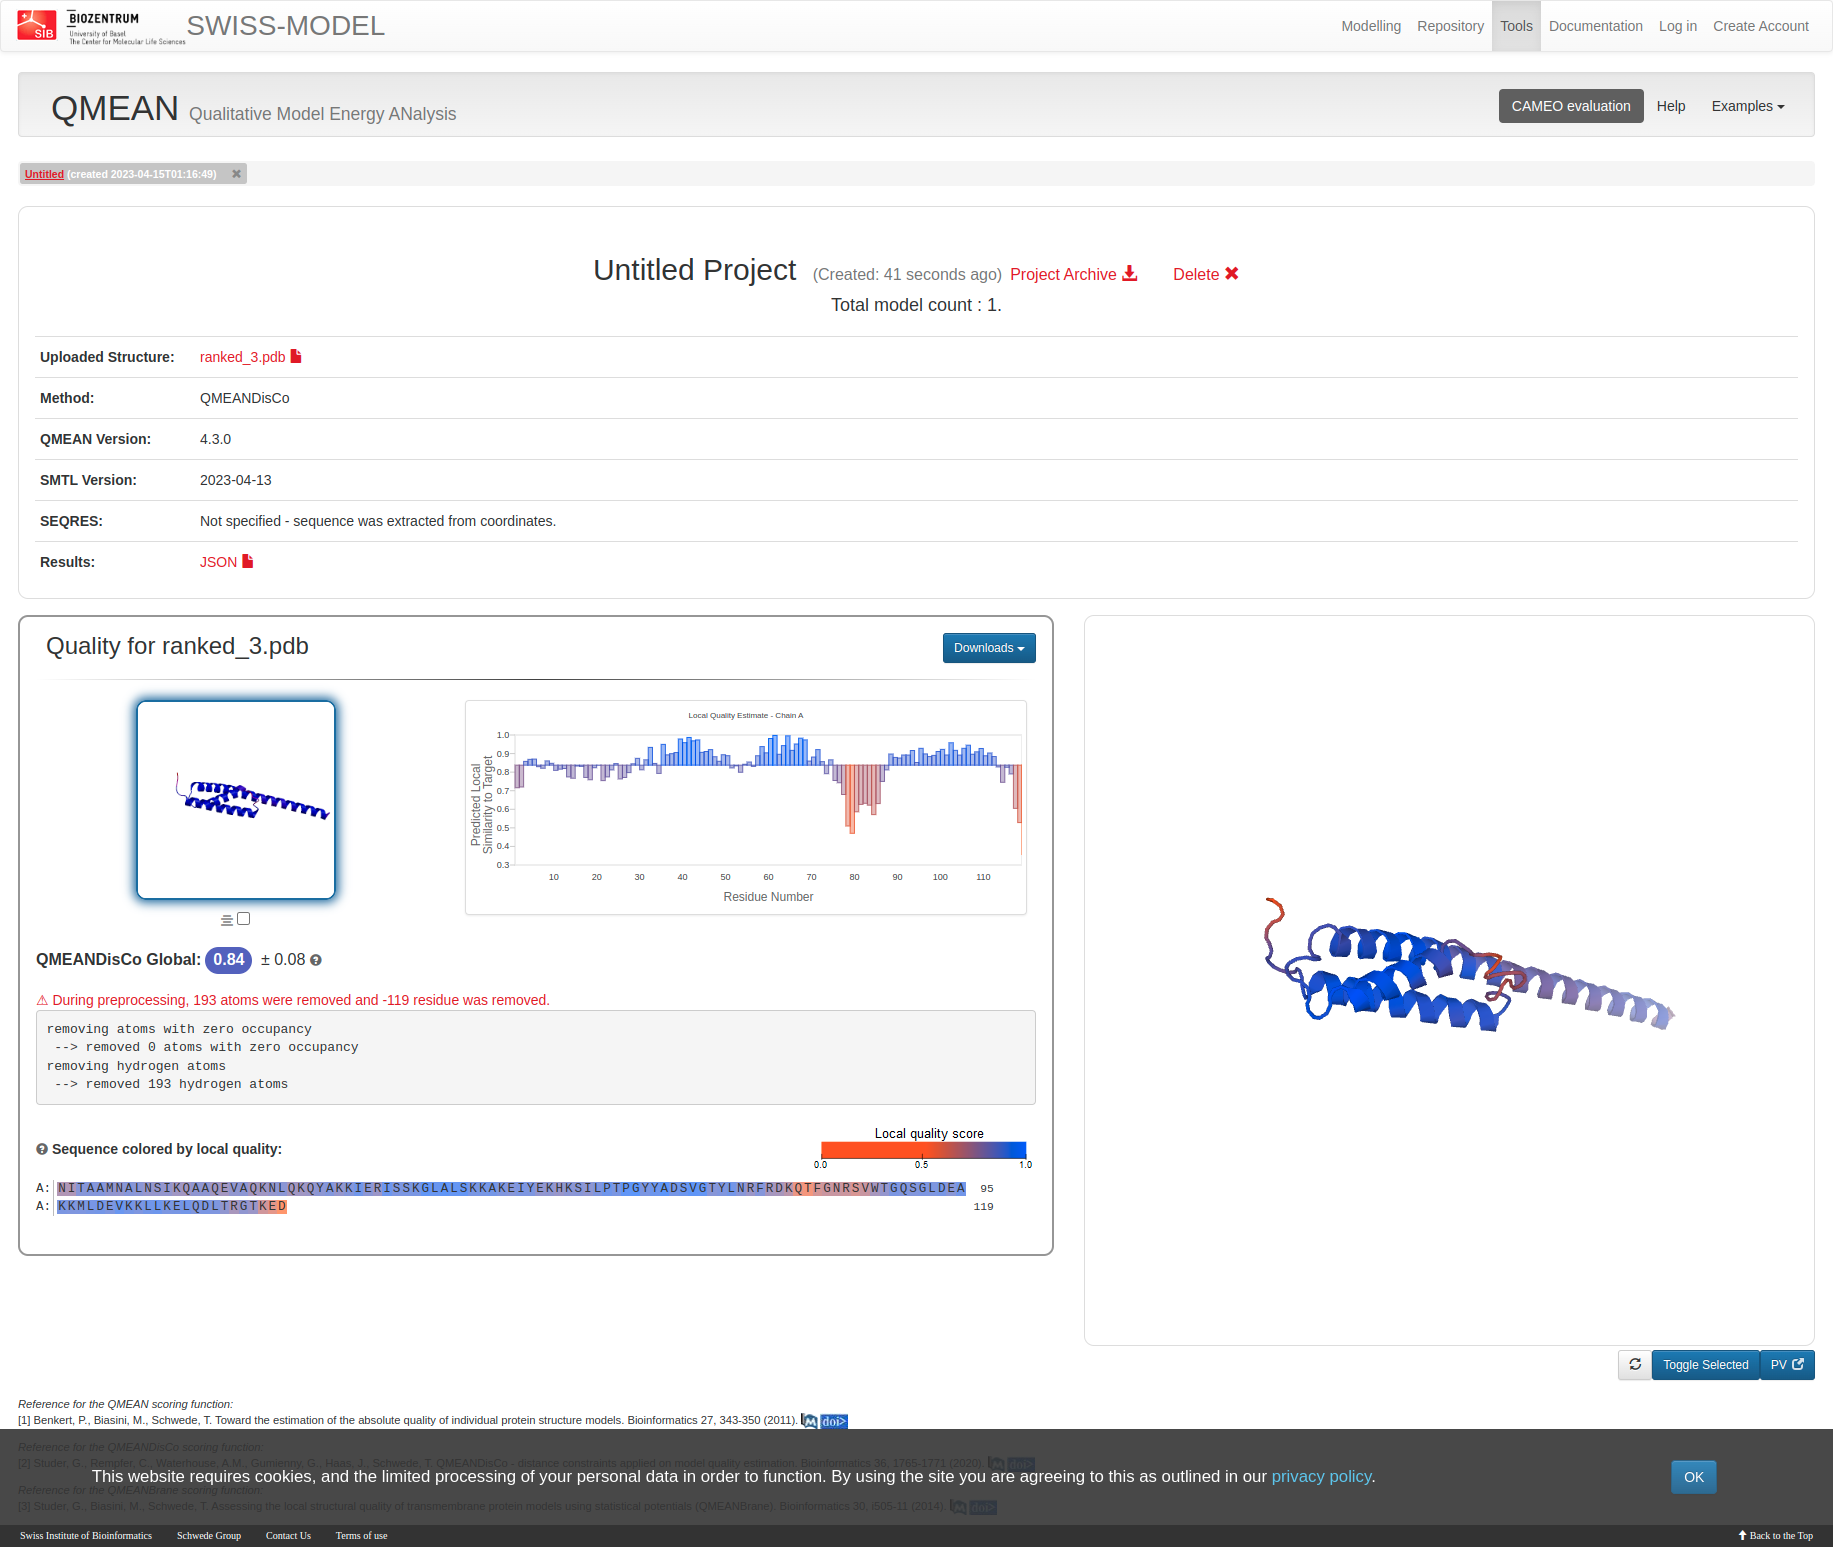 SIB
BIOZENTRUM
University of Basel
The Center for Molecular Life Sciences
SWISS-MODEL
Modelling Repository Tools Documentation Log in Create Account
QMEAN Qualitative Model Energy ANalysis
CAMEO evaluation Help Examples
Untitled (created 2023-04-15T01:16:49) ✖
Untitled Project (Created: 41 seconds ago) Project Archive Delete ✖
Total model count : 1.
Uploaded Structure: ranked_3.pdb
Method: QMEANDisCo
QMEAN Version: 4.3.0
SMTL Version: 2023-04-13
SEQRES: Not specified - sequence was extracted from coordinates.
Results: JSON
Quality for ranked_3.pdb
Downloads
Local Quality Estimate - Chain A
Predicted Local
Similarity to Target
1.0
0.9
0.8
0.7
0.6
0.5
0.4
0.3
10 20 30 40 50 60 70 80 90 100 110
Residue Number
QMEANDisCo Global: 0.84 ± 0.08
⚠ During preprocessing, 193 atoms were removed and -119 residue was removed.
removing atoms with zero occupancy
--> removed 0 atoms with zero occupancy
removing hydrogen atoms
--> removed 193 hydrogen atoms
Sequence colored by local quality:
Local quality score
0.0 0.5 1.0
A: NITAAMNALNSIKQAAQEVAQKNLQKQYAKKIERISSKGLALSKKAKEIYEKHKSILPTPGYYADSVGTYLNRFRDKQTFGNRSVWTGQSGLDEA 95
A: KKMLDEVKKLLKELQDLTRGTKED 119
Toggle Selected PV
Reference for the QMEAN scoring function:
[1] Benkert, P., Biasini, M., Schwede, T. Toward the estimation of the absolute quality of individual protein structure models. Bioinformatics 27, 343-350 (2011). M doi>
Reference for the QMEANDisCo scoring function:
[2] Studer, G., Rempfer, C., Waterhouse, A.M., Gumienny, G., Haas, J., Schwede, T. QMEANDisCo - distance constraints applied on model quality estimation. Bioinformatics 36, 1765-1771 (2020). M doi>
This website requires cookies, and the limited processing of your personal data in order to function. By using the site you are agreeing to this as outlined in our privacy policy.
OK
Reference for the QMEANBrane scoring function:
[3] Studer, G., Biasini, M., Schwede, T. Assessing the local structural quality of transmembrane protein models using statistical potentials (QMEANBrane). Bioinformatics 30, i505-11 (2014). M doi>
Swiss Institute of Bioinformatics Schwede Group Contact Us Terms of use Back to the Top